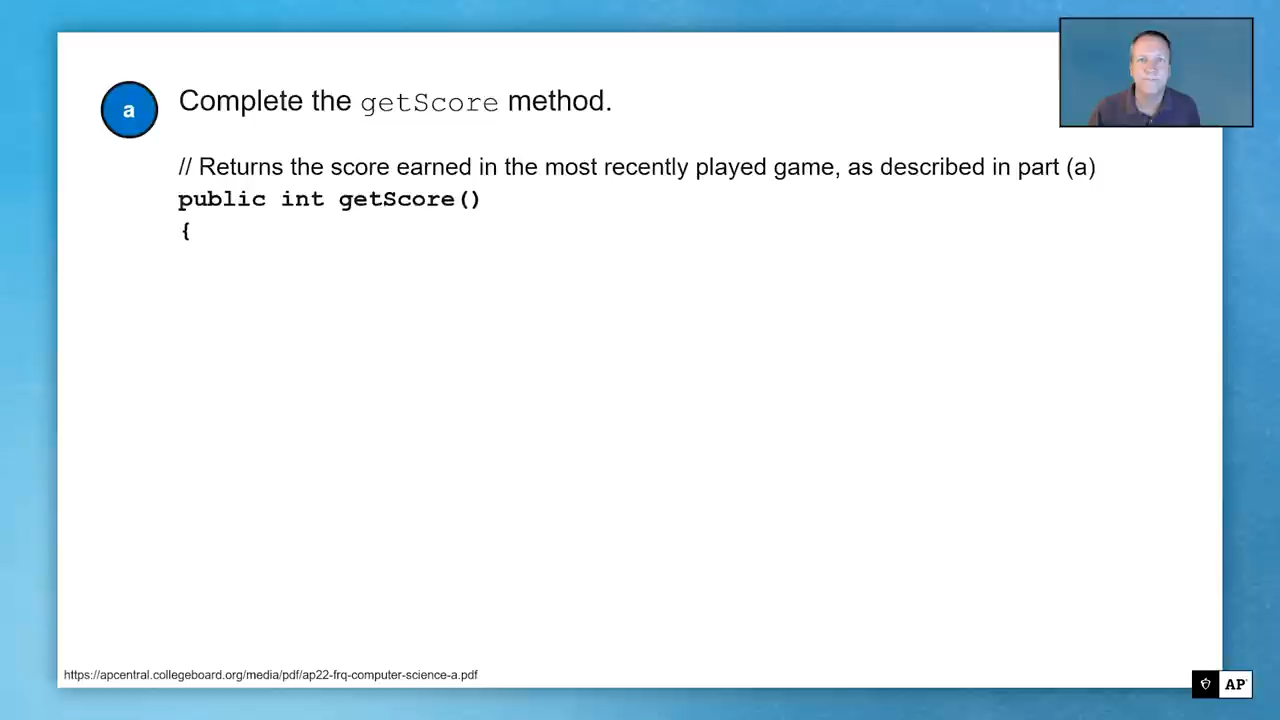 a
Complete the getScore method.
// Returns the score earned in the most recently played game, as described in part (a)
public int getScore()
{
https://apcentral.collegeboard.org/media/pdf/ap22-frq-computer-science-a.pdf
AP